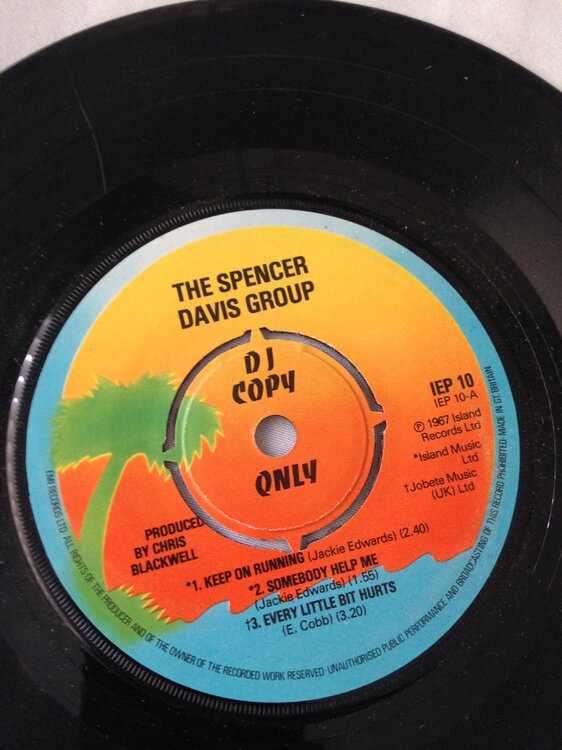 THE SPENCER
DAVIS GROUP
DJ
COPY
ONLY
IEP 10
IEP 10-A
℗ 1967 Island
Records Ltd
*Island Music
Ltd
†Jobete Music
(UK) Ltd
PRODUCED
BY CHRIS
BLACKWELL
*1. KEEP ON RUNNING (Jackie Edwards) (2.40)
*2. SOMEBODY HELP ME
(Jackie Edwards) (1.55)
†3. EVERY LITTLE BIT HURTS
(E. Cobb) (3.20)
EMI RECORDS LTD. ALL RIGHTS OF THE PRODUCER AND OF THE OWNER OF THE RECORDED WORK RESERVED · UNAUTHORISED PUBLIC PERFORMANCE AND BROADCASTING OF THIS RECORD PROHIBITED · MADE IN GT. BRITAIN